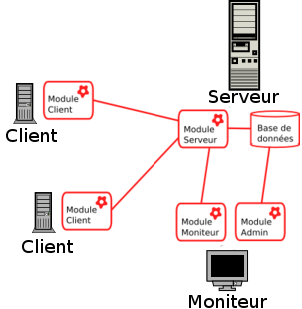 Serveur
Module
Client
Client
Module
Serveur
Base de
données
Module
Client
Client
Module
Moniteur
Module
Admin
Moniteur